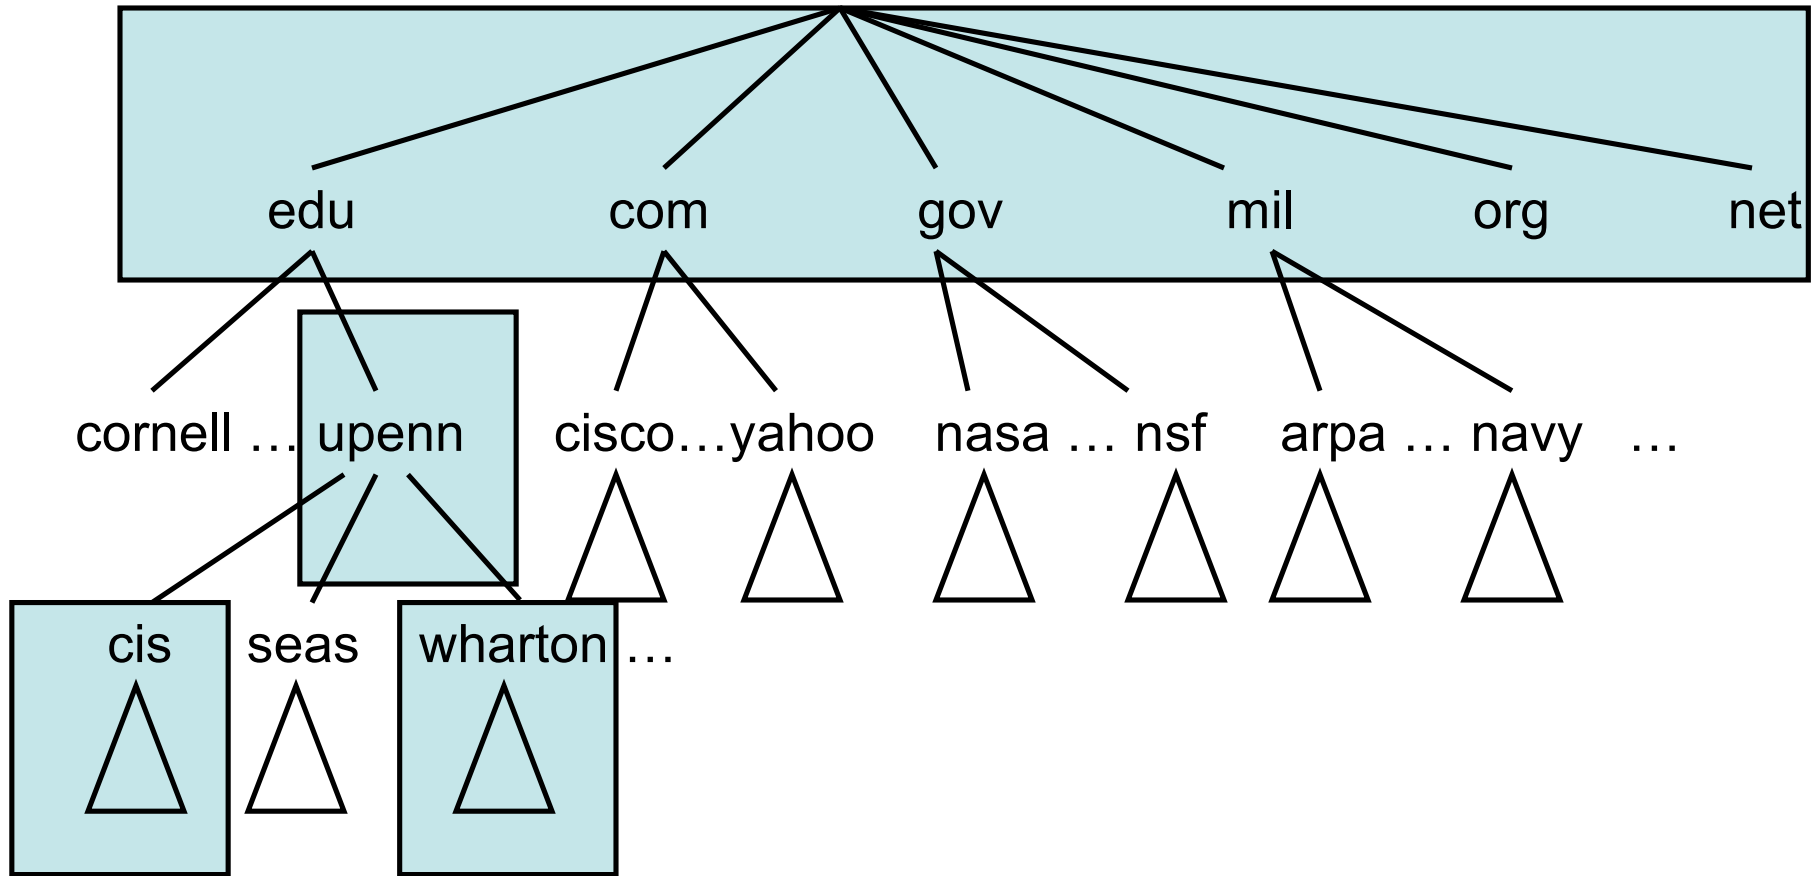 edu com gov mil org net
cornell … upenn cisco…yahoo nasa … nsf arpa … navy …
cis seas wharton …